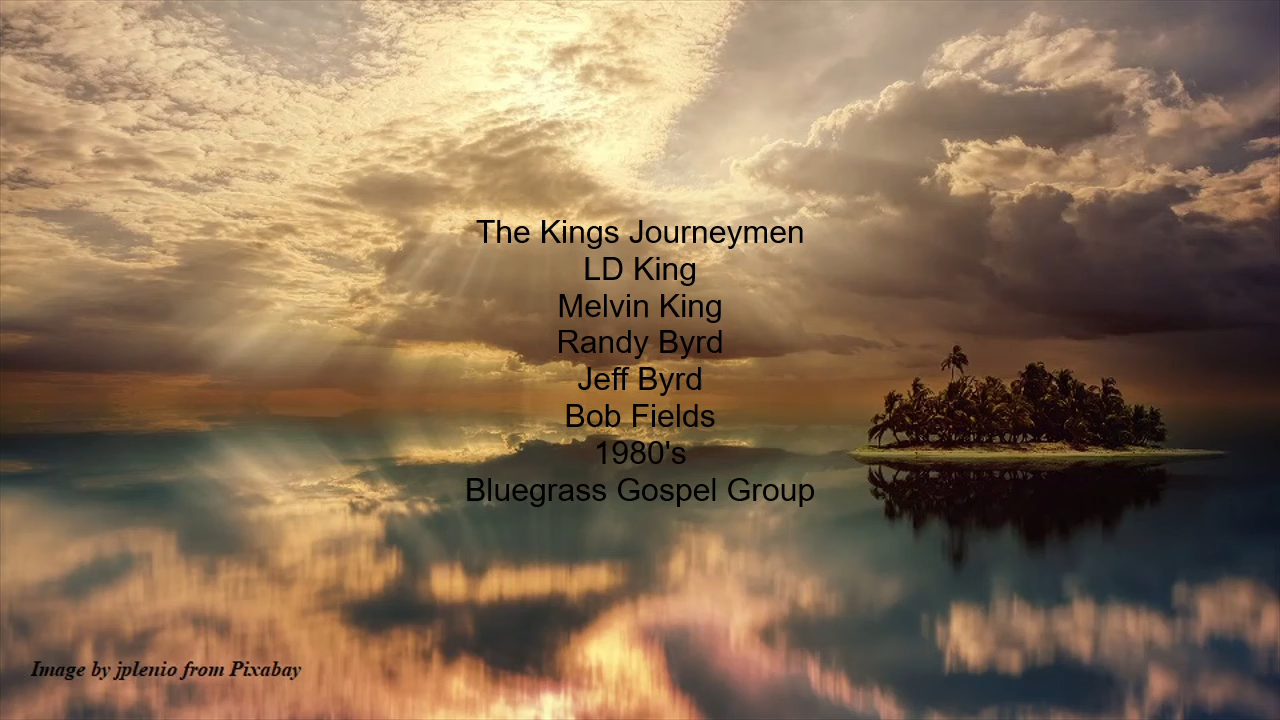 The Kings Journeymen
LD King
Melvin King
Randy Byrd
Jeff Byrd
Bob Fields
1980's
Bluegrass Gospel Group
Image by jplenio from Pixabay